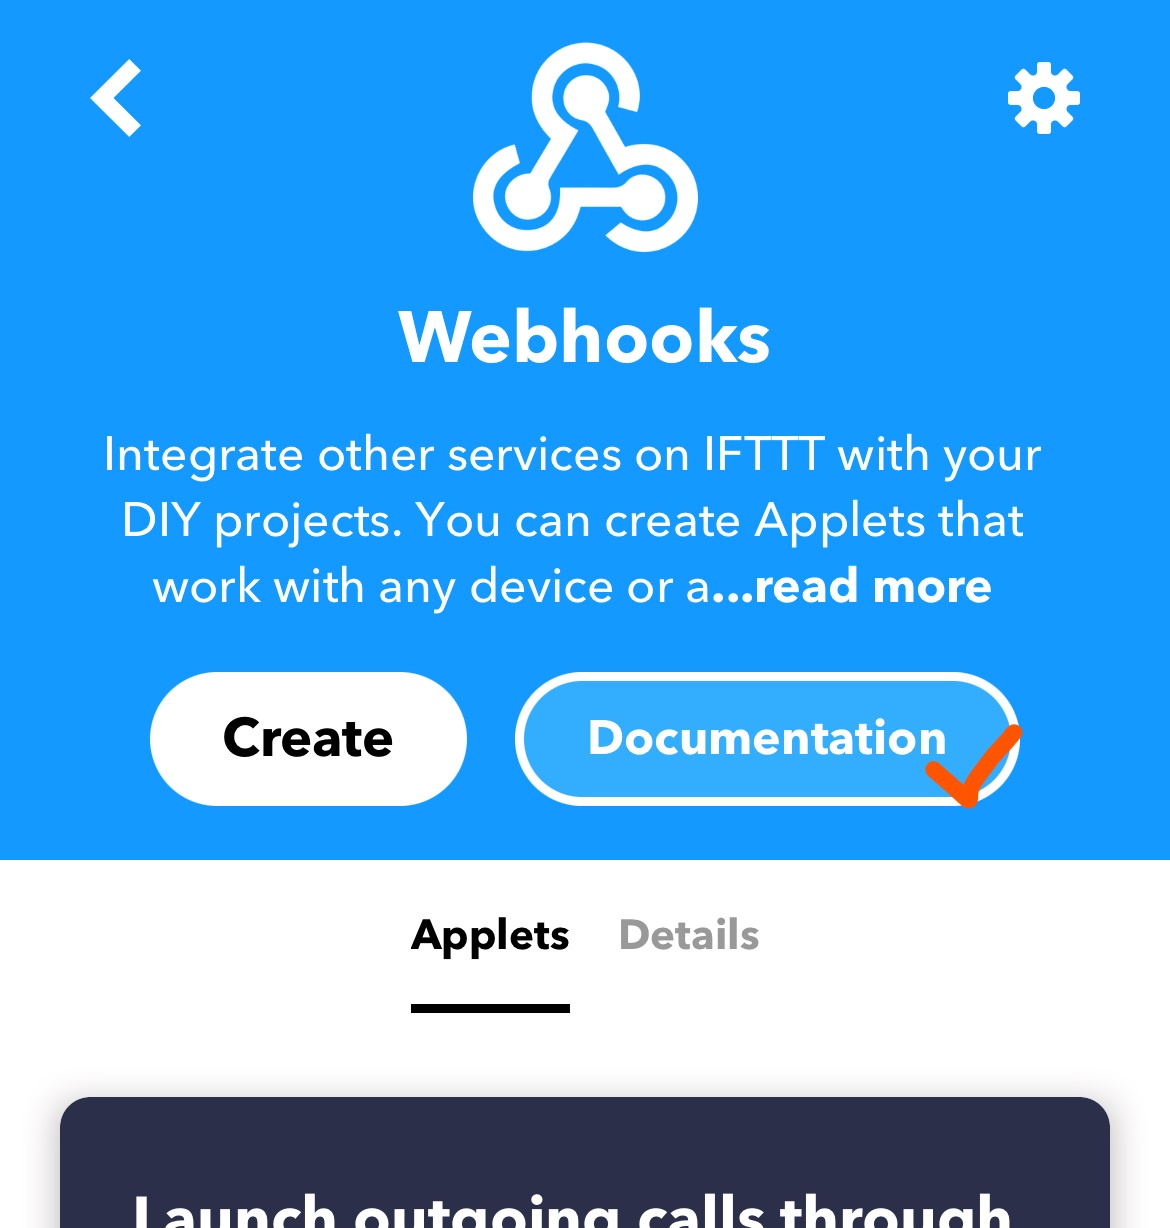 Webhooks
Integrate other services on IFTTT with your
DIY projects. You can create Applets that
work with any device or a...read more
Create
Documentation
Applets
Details
Launch outgoing calls through